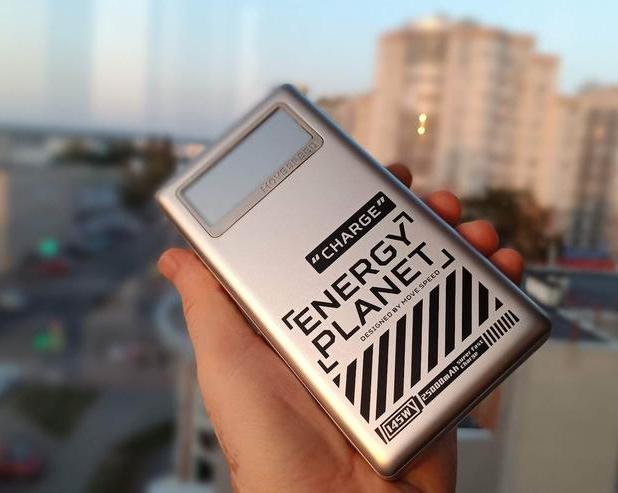 MOVESPEED
"CHARGE"
ENERGY
PLANET
DESIGNED BY MOVE SPEED
145W
25000mAh super fast
charge